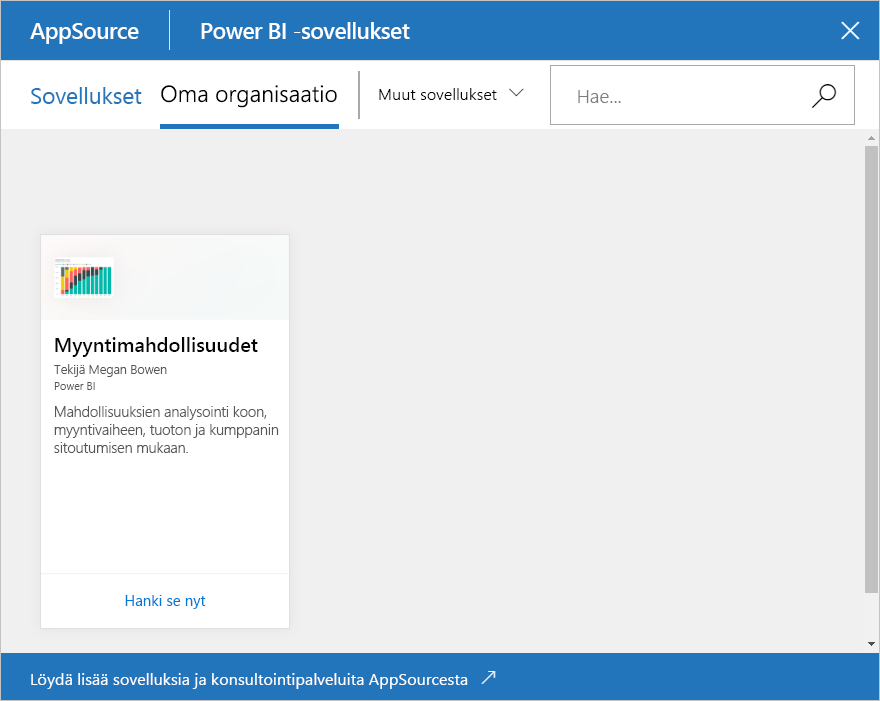 AppSource
Power BI -sovellukset
Sovellukset
Oma organisaatio
Muut sovellukset
Hae...
Myyntimahdollisuudet
Tekijä Megan Bowen
Power BI
Mahdollisuuksien analysointi koon,
myyntivaiheen, tuoton ja kumppanin
sitoutumisen mukaan.
Hanki se nyt
Löydä lisää sovelluksia ja konsultointipalveluita AppSourcesta